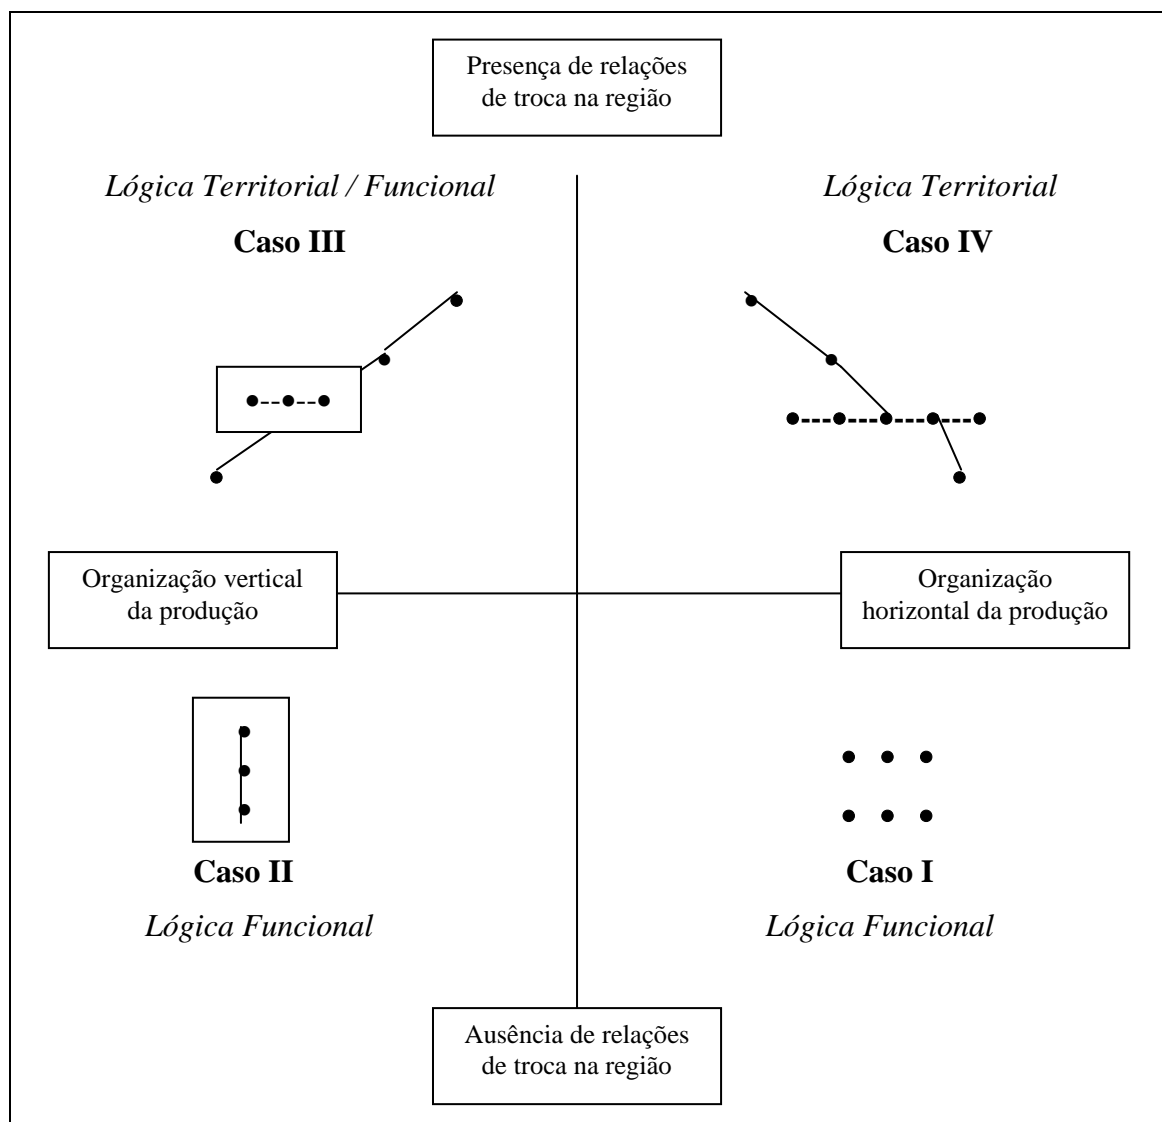 Presença de relações
de troca na região
Lógica Territorial / Funcional
Caso III
Lógica Territorial
Caso IV
Organização vertical
da produção
Organização
horizontal da produção
Caso II
Lógica Funcional
Caso I
Lógica Funcional
Ausência de relações
de troca na região